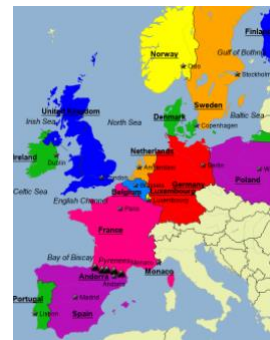 Finland
Norway
Oslo
Gulf of Bothnia
Stockholm
Sweden
North Sea
Baltic Sea
Denmark
Copenhagen
United Kingdom
Irish Sea
Ireland
Dublin
Netherlands
Berlin
Poland
London
Celtic Sea
English Channel
Belgium
Germany
Luxembourg
Paris
France
Bay of Biscay
Pyrenees
Monaco
Andorra
Portugal
Madrid
Lisbon
Spain